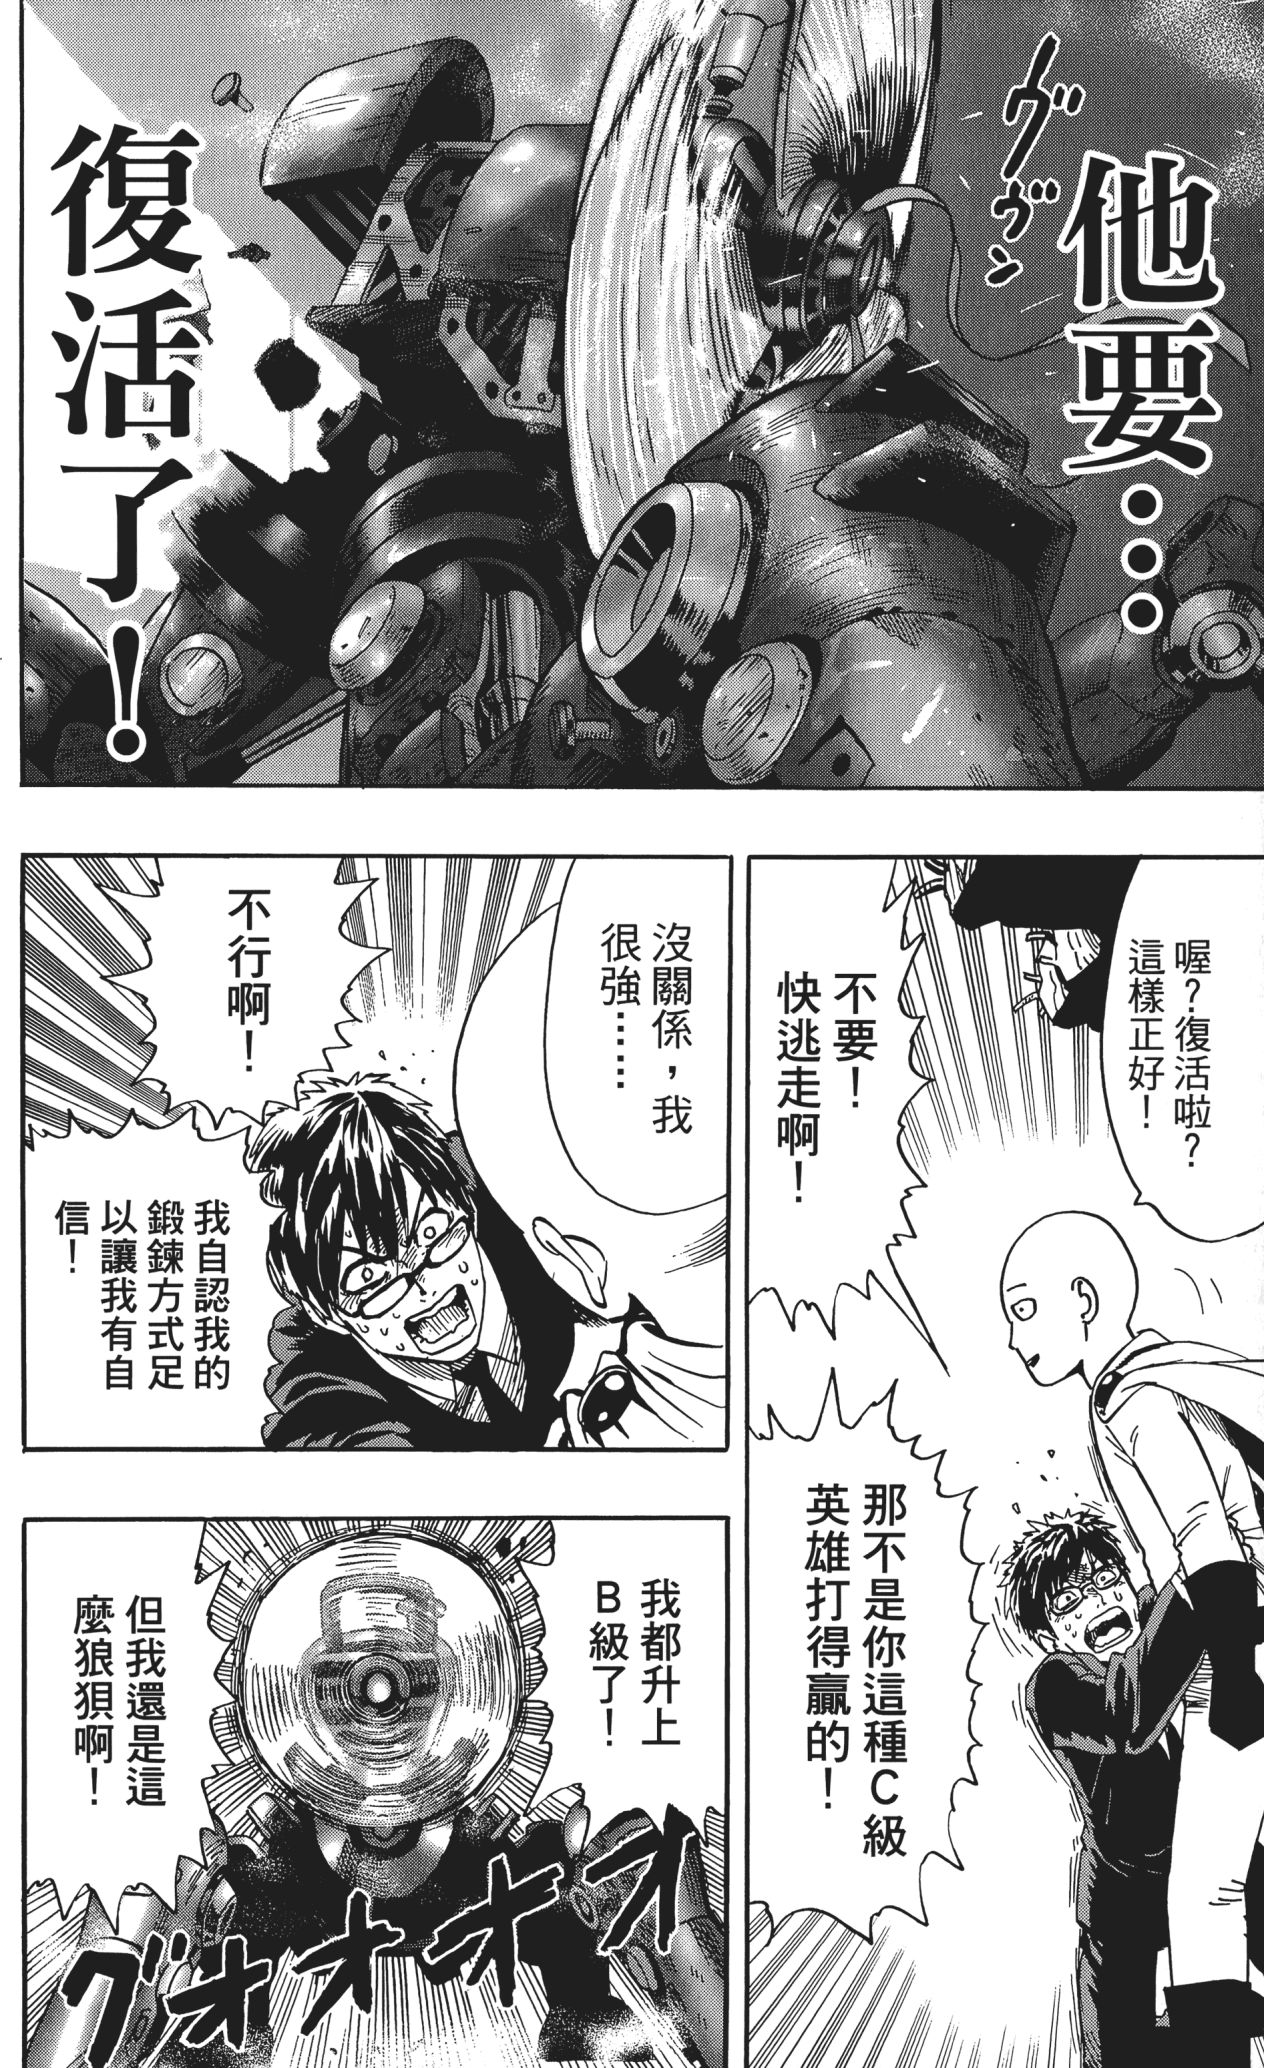 他要…
復活了！
ヴヴン
喔？復活啦？
這樣正好！
不要！
快逃走啊！
那不是你這種C級
英雄打得贏的！
沒關係，我
很強……
不行啊！
我自認我的
鍛鍊方式足
以讓我有自
信！
我都升上
B級了！
但我還是這
麼狼狽啊！
グオオオオ